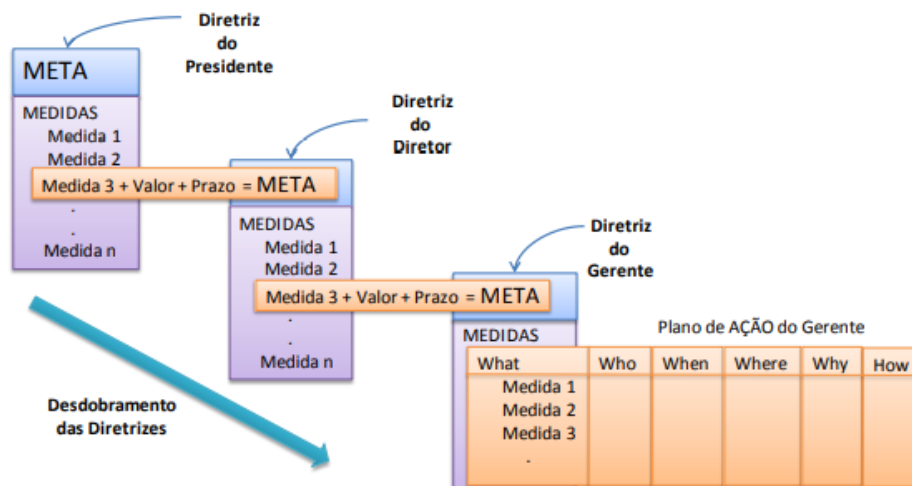 Diretriz
do
Presidente
META
MEDIDAS
Medida 1
Medida 2
Medida 3 + Valor + Prazo = META
.
.
Medida n
Diretriz
do
Diretor
MEDIDAS
Medida 1
Medida 2
Medida 3 + Valor + Prazo = META
.
.
Medida n
Diretriz
do
Gerente
MEDIDAS
Plano de AÇÃO do Gerente
What Who When Where Why How
Medida 1
Medida 2
Medida 3
.
Desdobramento
das Diretrizes